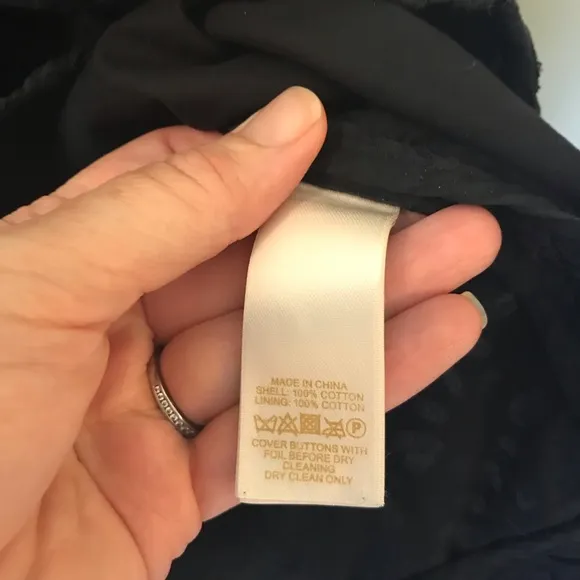 MADE IN CHINA
SHELL: 100% COTTON
LINING: 100% COTTON
P
COVER BUTTONS WITH
FOIL BEFORE DRY
CLEANING
DRY CLEAN ONLY